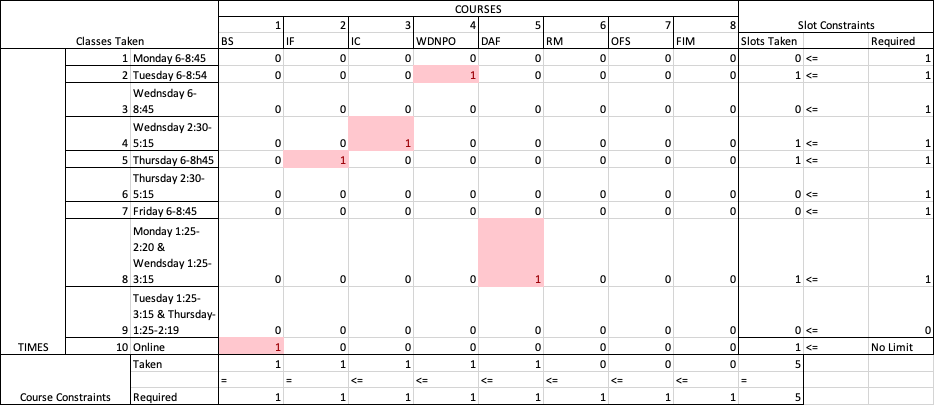 COURSES
1 2 3 4 5 6 7 8 Slot Constraints
Classes Taken BS IF IC WDNPO DAF RM OFS FIM Slots Taken Required
1 Monday 6-8:45 0 0 0 0 0 0 0 0 0 <= 1
2 Tuesday 6-8:54 0 0 0 1 0 0 0 0 1 <= 1
Wednsday 6-
3 8:45 0 0 0 0 0 0 0 0 0 <= 1
Wednsday 2:30-
4 5:15 0 0 1 0 0 0 0 0 1 <= 1
5 Thursday 6-8h45 0 1 0 0 0 0 0 0 1 <= 1
Thursday 2:30-
6 5:15 0 0 0 0 0 0 0 0 0 <= 1
7 Friday 6-8:45 0 0 0 0 0 0 0 0 0 <= 1
Monday 1:25-
2:20 &
Wendsday 1:25-
8 3:15 0 0 0 0 1 0 0 0 1 <= 1
Tuesday 1:25-
3:15 & Thursday-
9 1:25-2:19 0 0 0 0 0 0 0 0 0 <= 0
TIMES 10 Online 1 0 0 0 0 0 0 0 1 <= No Limit
Taken 1 1 1 1 1 0 0 0 5
= = <= <= <= <= <= <= =
Course Constraints Required 1 1 1 1 1 1 1 1 5